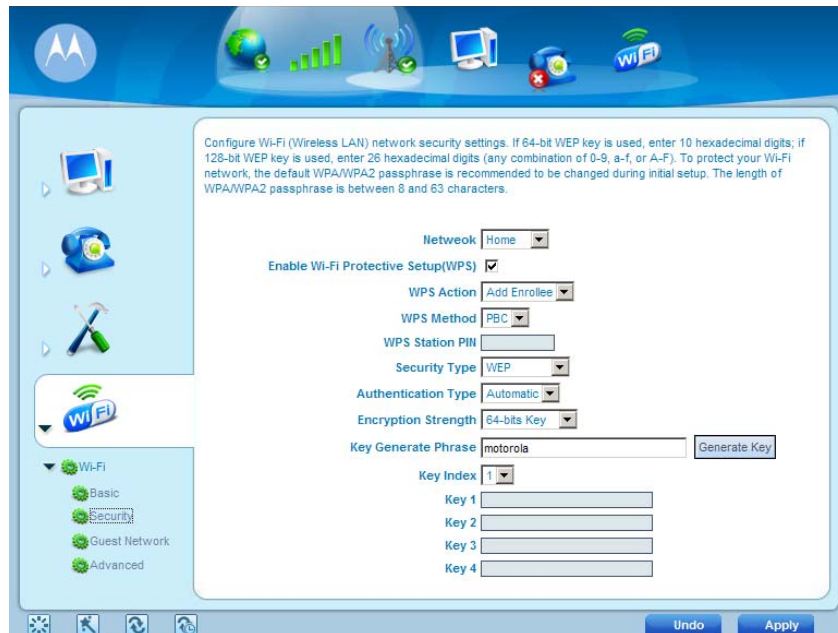 WiFi
Configure Wi-Fi (Wireless LAN) network security settings. If 64-bit WEP key is used, enter 10 hexadecimal digits; if
128-bit WEP key is used, enter 26 hexadecimal digits (any combination of 0-9, a-f, or A-F). To protect your Wi-Fi
network, the default WPA/WPA2 passphrase is recommended to be changed during initial setup. The length of
WPA/WPA2 passphrase is between 8 and 63 characters.
Netweok Home
Enable Wi-Fi Protective Setup(WPS)
WPS Action Add Enrollee
WPS Method PBC
WPS Station PIN
Security Type WEP
Authentication Type Automatic
Encryption Strength 64-bits Key
Key Generate Phrase motorola Generate Key
Key Index 1
Key 1
Key 2
Key 3
Key 4
WiFi
Wi-Fi
Basic
Security
Guest Network
Advanced
Undo Apply